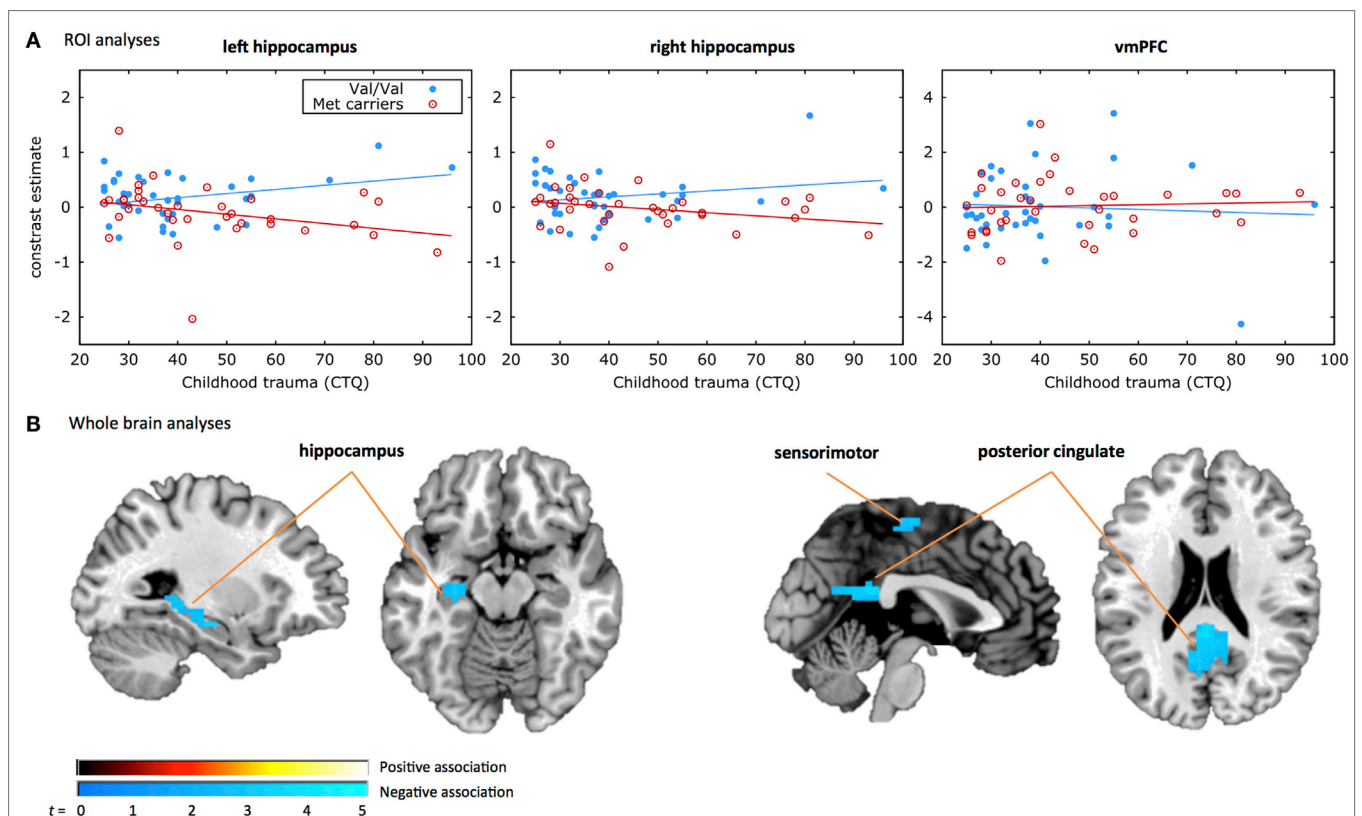 A ROI analyses
left hippocampus
right hippocampus
vmPFC
Val/Val
Met carriers
constrast estimate
2
1
0
-1
-2
20 30 40 50 60 70 80 90 100
Childhood trauma (CTQ)
2
1
0
-1
-2
20 30 40 50 60 70 80 90 100
Childhood trauma (CTQ)
4
2
0
-2
-4
20 30 40 50 60 70 80 90 100
Childhood trauma (CTQ)
B Whole brain analyses
hippocampus
sensorimotor
posterior cingulate
Positive association
Negative association
t = 0 1 2 3 4 5